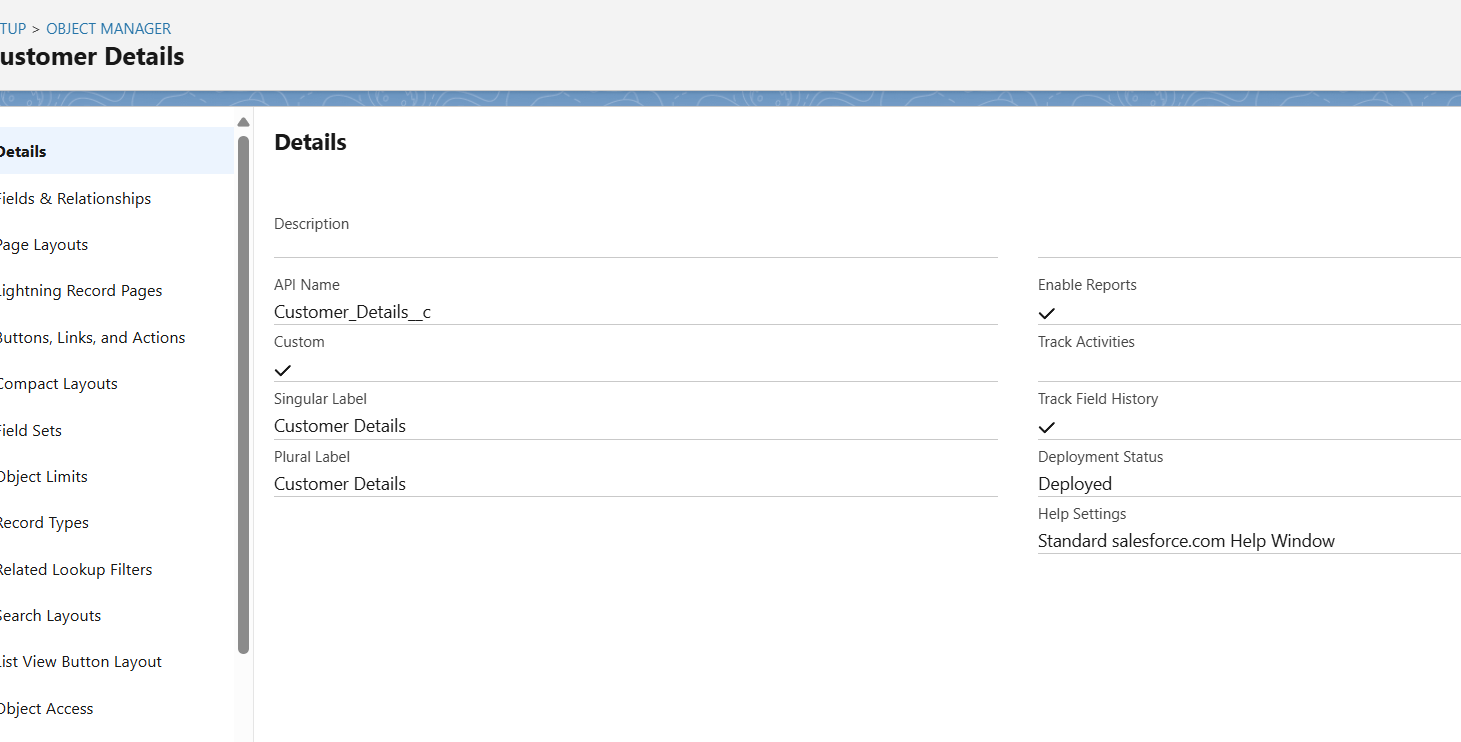 TUP > OBJECT MANAGER
ustomer Details
Details
Fields & Relationships
Page Layouts
Lightning Record Pages
Buttons, Links, and Actions
Compact Layouts
Field Sets
Object Limits
Record Types
Related Lookup Filters
Search Layouts
List View Button Layout
Object Access
Details
Description
API Name
Customer_Details__c
Custom
Singular Label
Customer Details
Plural Label
Customer Details
Enable Reports
Track Activities
Track Field History
Deployment Status
Deployed
Help Settings
Standard salesforce.com Help Window